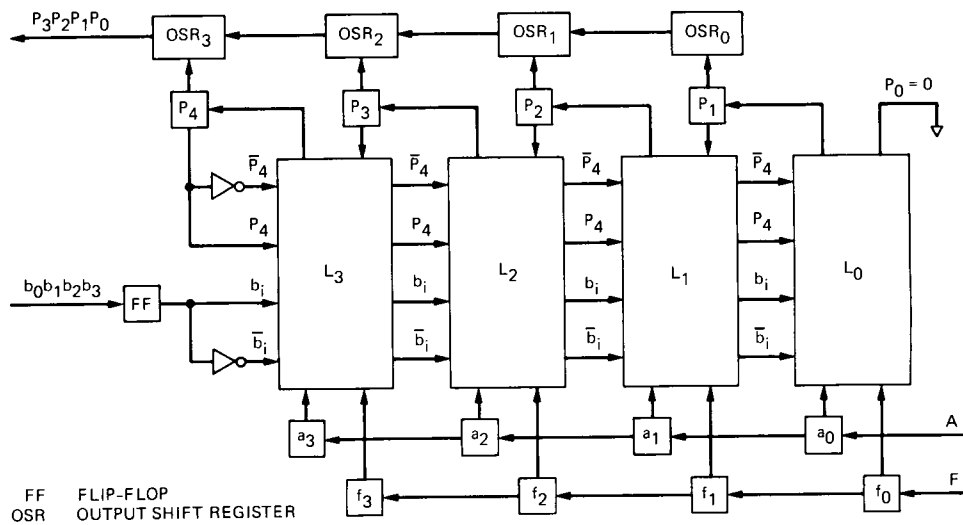 P₃P₂P₁P₀
OSR₃
OSR₂
OSR₁
OSR₀
P₄
P₃
P₂
P₁
P₀ = 0
P̅₄
P̅₄
P̅₄
P̅₄
P₄
P₄
P₄
P₄
L₃
L₂
L₁
L₀
b₀b₁b₂b₃
FF
bᵢ
bᵢ
bᵢ
bᵢ
b̅ᵢ
b̅ᵢ
b̅ᵢ
b̅ᵢ
a₃
a₂
a₁
a₀
A
f₃
f₂
f₁
f₀
F
FF FLIP-FLOP
OSR OUTPUT SHIFT REGISTER